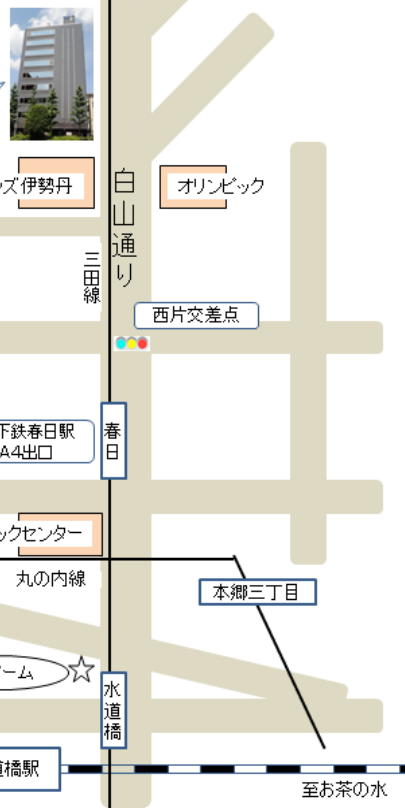 ズ伊勢丹
オリンピック
白山通り
三田線
西片交差点
下鉄春日駅
A4出口
春日
ックセンター
丸の内線
本郷三丁目
ーム
水道橋
道橋駅
至お茶の水